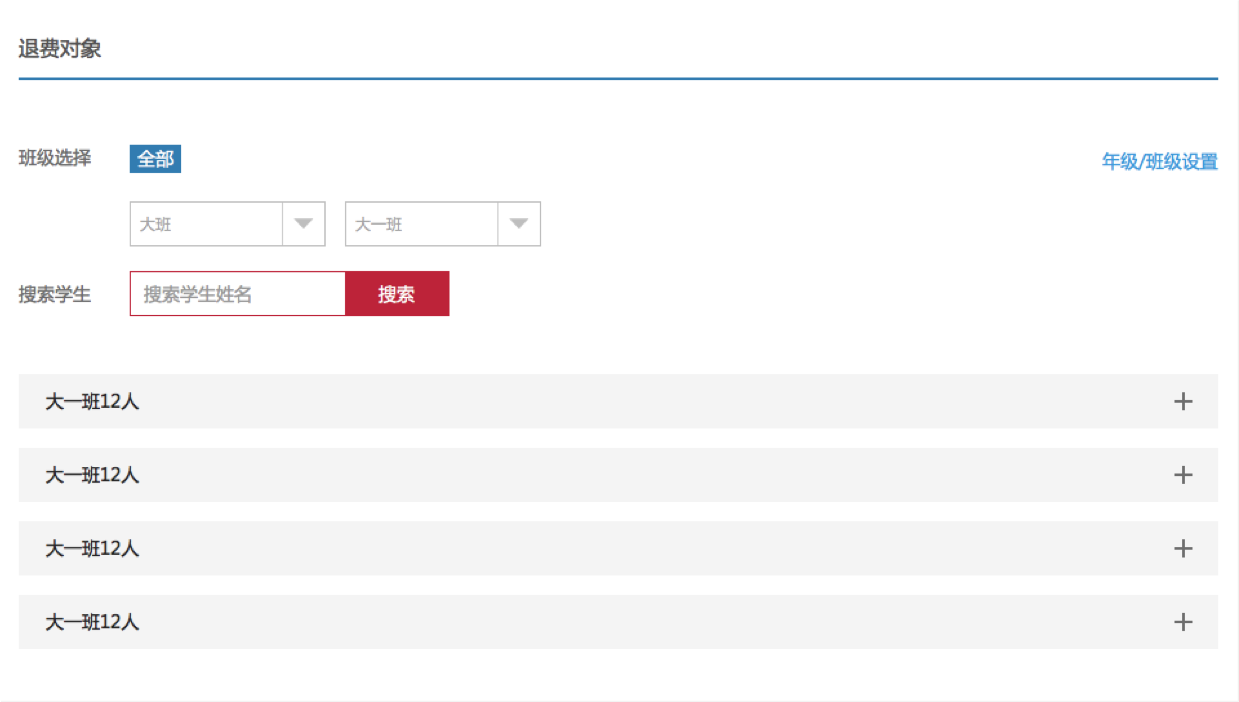 退费对象
班级选择 全部 年级/班级设置
大班 大一班
搜索学生 搜索学生姓名 搜索
大一班12人
大一班12人
大一班12人
大一班12人